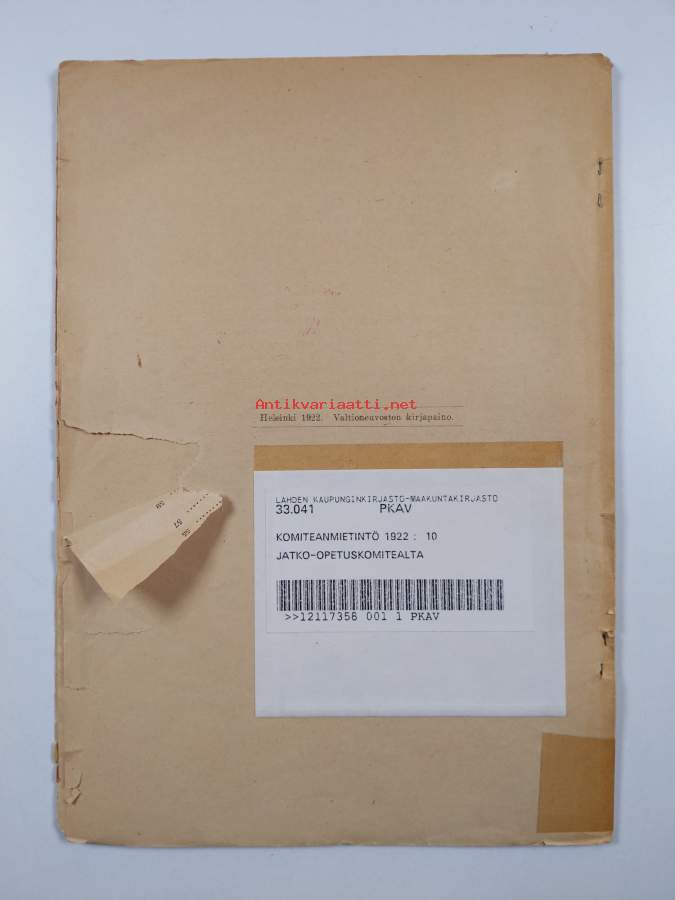 Antikvariaatti.net
Helsinki 1922. Valtioneuvoston kirjapaino.
LAHDEN KAUPUNGINKIRJASTO-MAAKUNTAKIRJASTO
33.041 PKAV
KOMITEANMIETINTÖ 1922 : 10
JATKO-OPETUSKOMITEALTA
>>12117358 001 1 PKAV